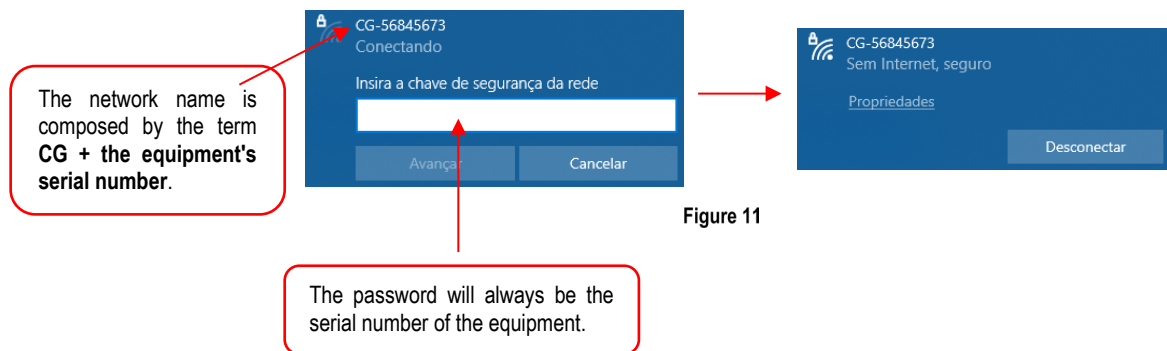 CG-56845673
Conectando
Insira a chave de segurança da rede
Avançar
Cancelar
The network name is
composed by the term
CG + the equipment's
serial number.
CG-56845673
Sem Internet, seguro
Propriedades
Desconectar
Figure 11
The password will always be the
serial number of the equipment.